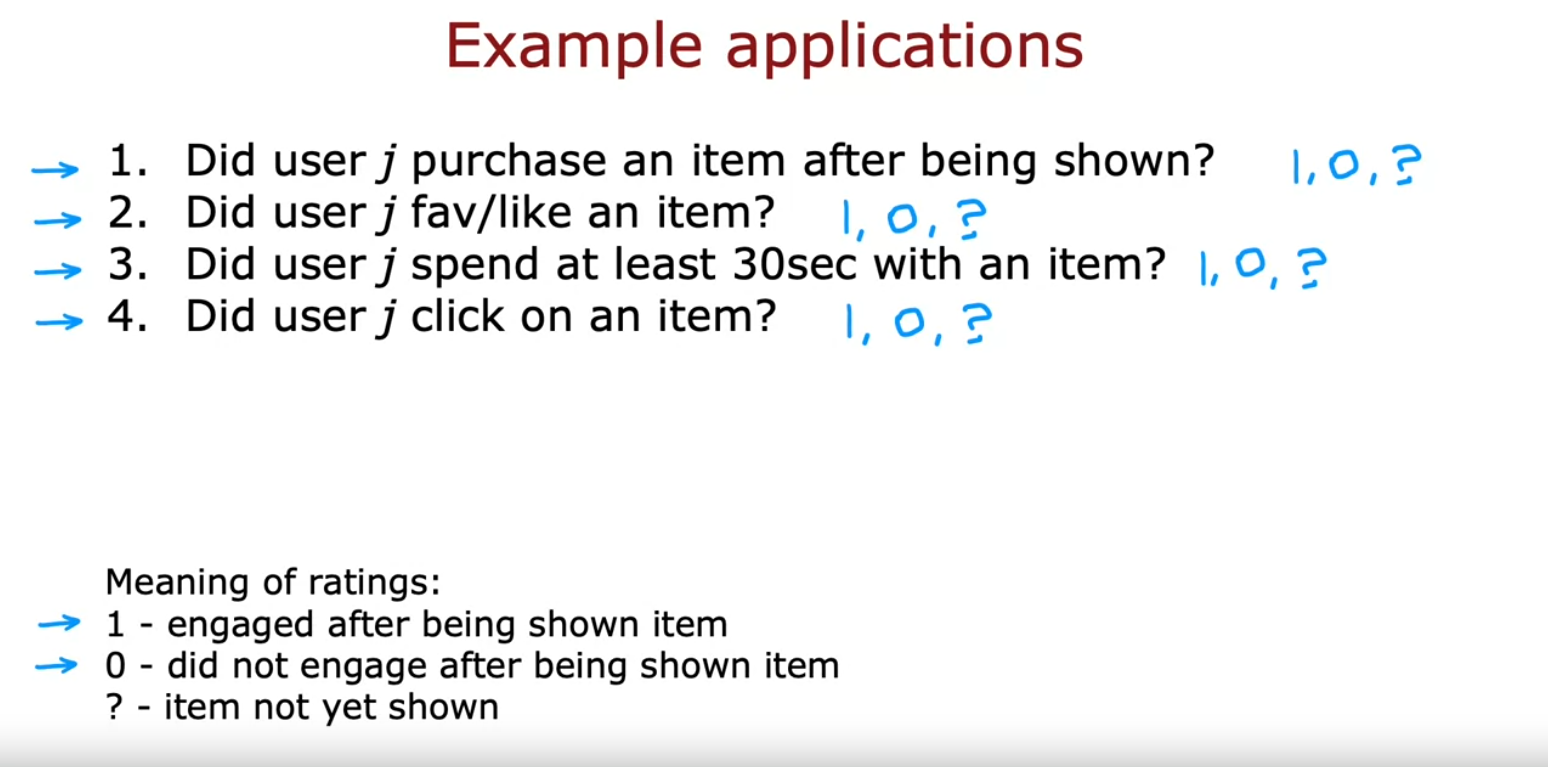 Example applications
→ 1. Did user j purchase an item after being shown? 1, 0, ?
→ 2. Did user j fav/like an item? 1, 0, ?
→ 3. Did user j spend at least 30sec with an item? 1, 0, ?
→ 4. Did user j click on an item? 1, 0, ?
Meaning of ratings:
→ 1 - engaged after being shown item
→ 0 - did not engage after being shown item
? - item not yet shown